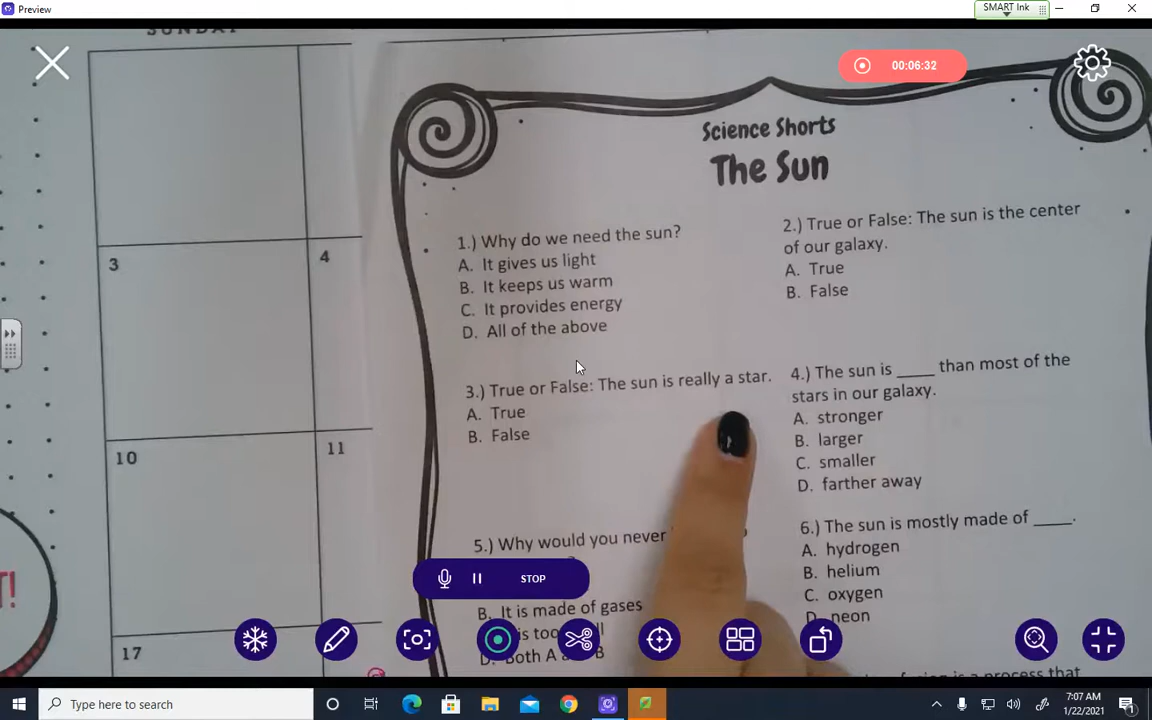 Preview
SMART Ink
SUNDAY
00:06:32
3
4
10
11
17
T!
Science Shorts
The Sun
1.) Why do we need the sun?
A. It gives us light
B. It keeps us warm
C. It provides energy
D. All of the above
2.) True or False: The sun is the center
of our galaxy.
A. True
B. False
3.) True or False: The sun is really a star.
A. True
B. False
4.) The sun is ____ than most of the
stars in our galaxy.
A. stronger
B. larger
C. smaller
D. farther away
5.) Why would you never
B. It is made of gases
is too
D. Both A B
6.) The sun is mostly made of ____.
A. hydrogen
B. helium
C. oxygen
D. neon
is a process that
STOP
Type here to search
7:07 AM
1/22/2021
1